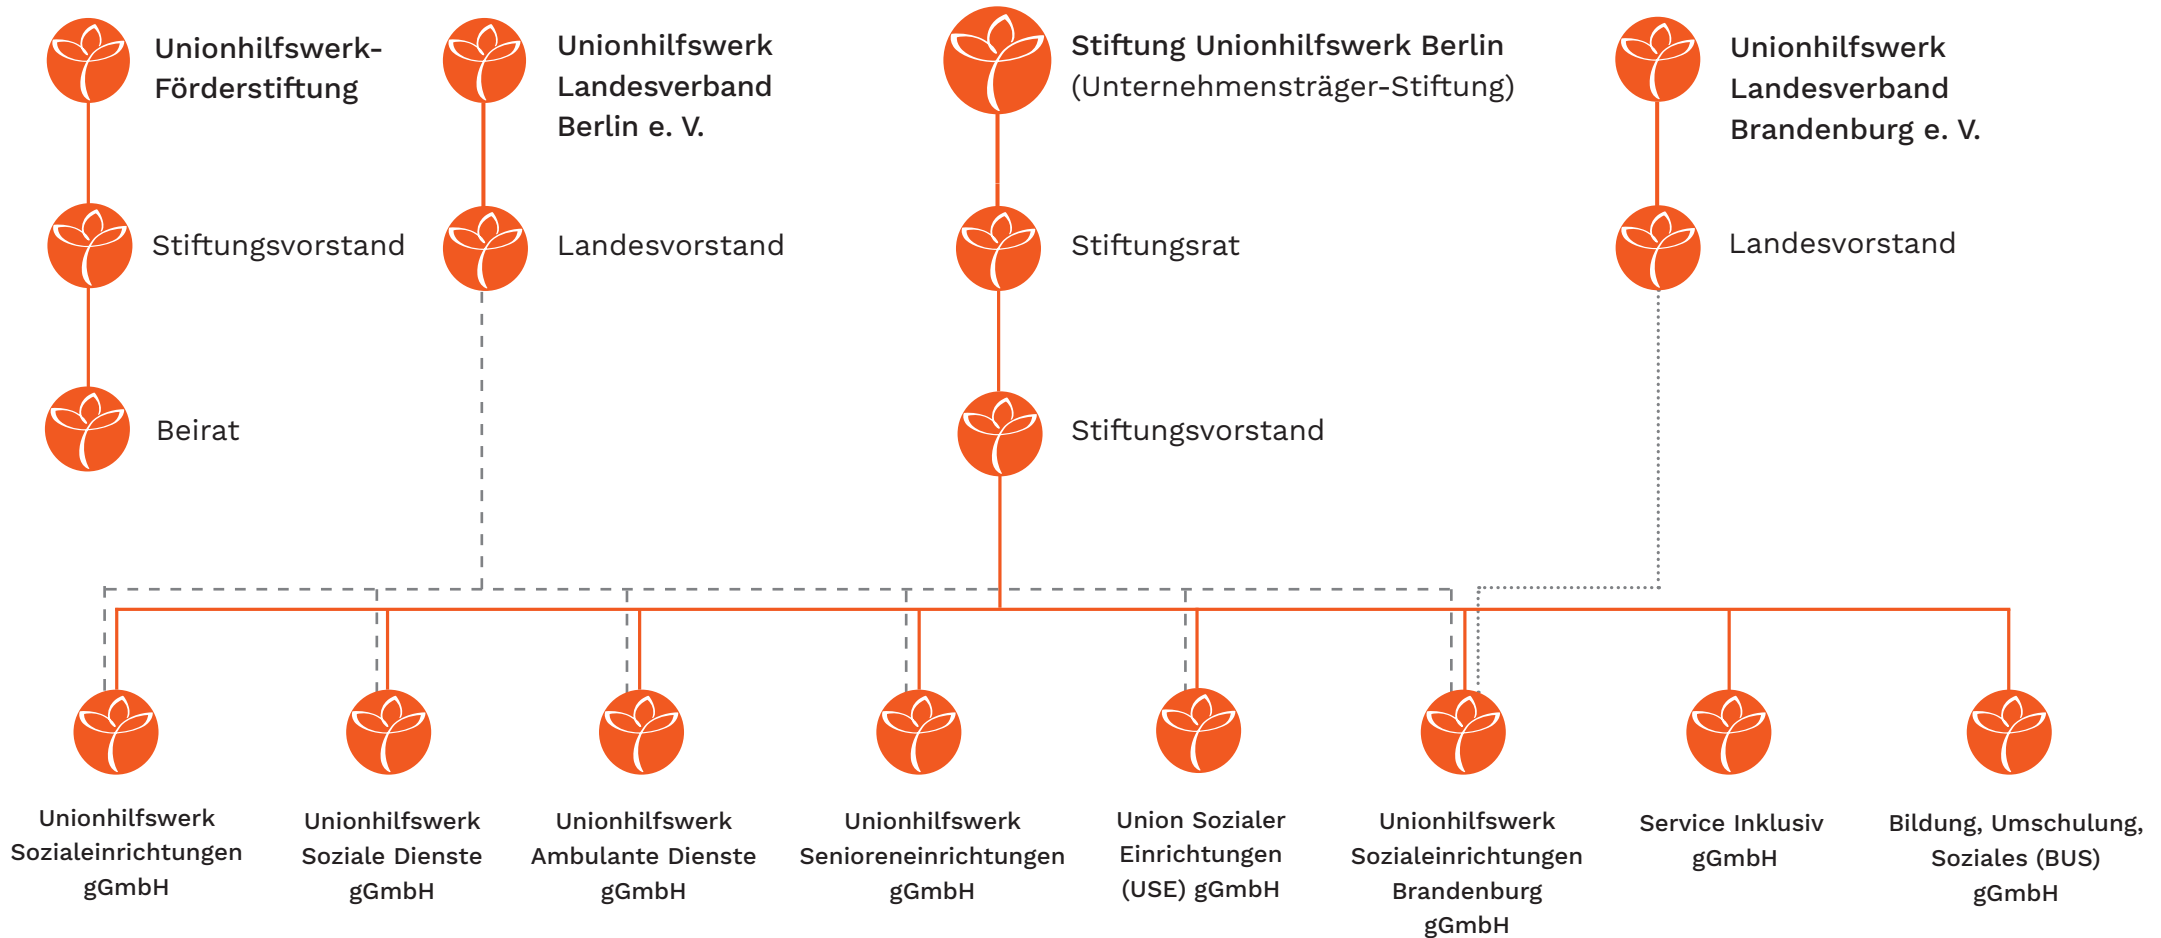 Unionhilfswerk-
Förderstiftung
Unionhilfswerk
Landesverband
Berlin e. V.
Stiftung Unionhilfswerk Berlin
(Unternehmensträger-Stiftung)
Unionhilfswerk
Landesverband
Brandenburg e. V.
Stiftungsvorstand
Landesvorstand
Stiftungsrat
Landesvorstand
Beirat
Stiftungsvorstand
Unionhilfswerk
Sozialeinrichtungen
gGmbH
Unionhilfswerk
Soziale Dienste
gGmbH
Unionhilfswerk
Ambulante Dienste
gGmbH
Unionhilfswerk
Senioreneinrichtungen
gGmbH
Union Sozialer
Einrichtungen
(USE) gGmbH
Unionhilfswerk
Sozialeinrichtungen
Brandenburg
gGmbH
Service Inklusiv
gGmbH
Bildung, Umschulung,
Soziales (BUS)
gGmbH